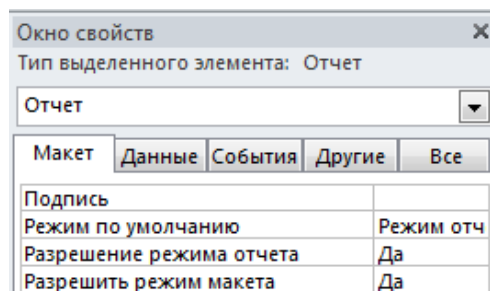 Окно свойств
Тип выделенного элемента: Отчет
Отчет
Макет Данные События Другие Все
Подпись
Режим по умолчанию Режим отч
Разрешение режима отчета Да
Разрешить режим макета Да